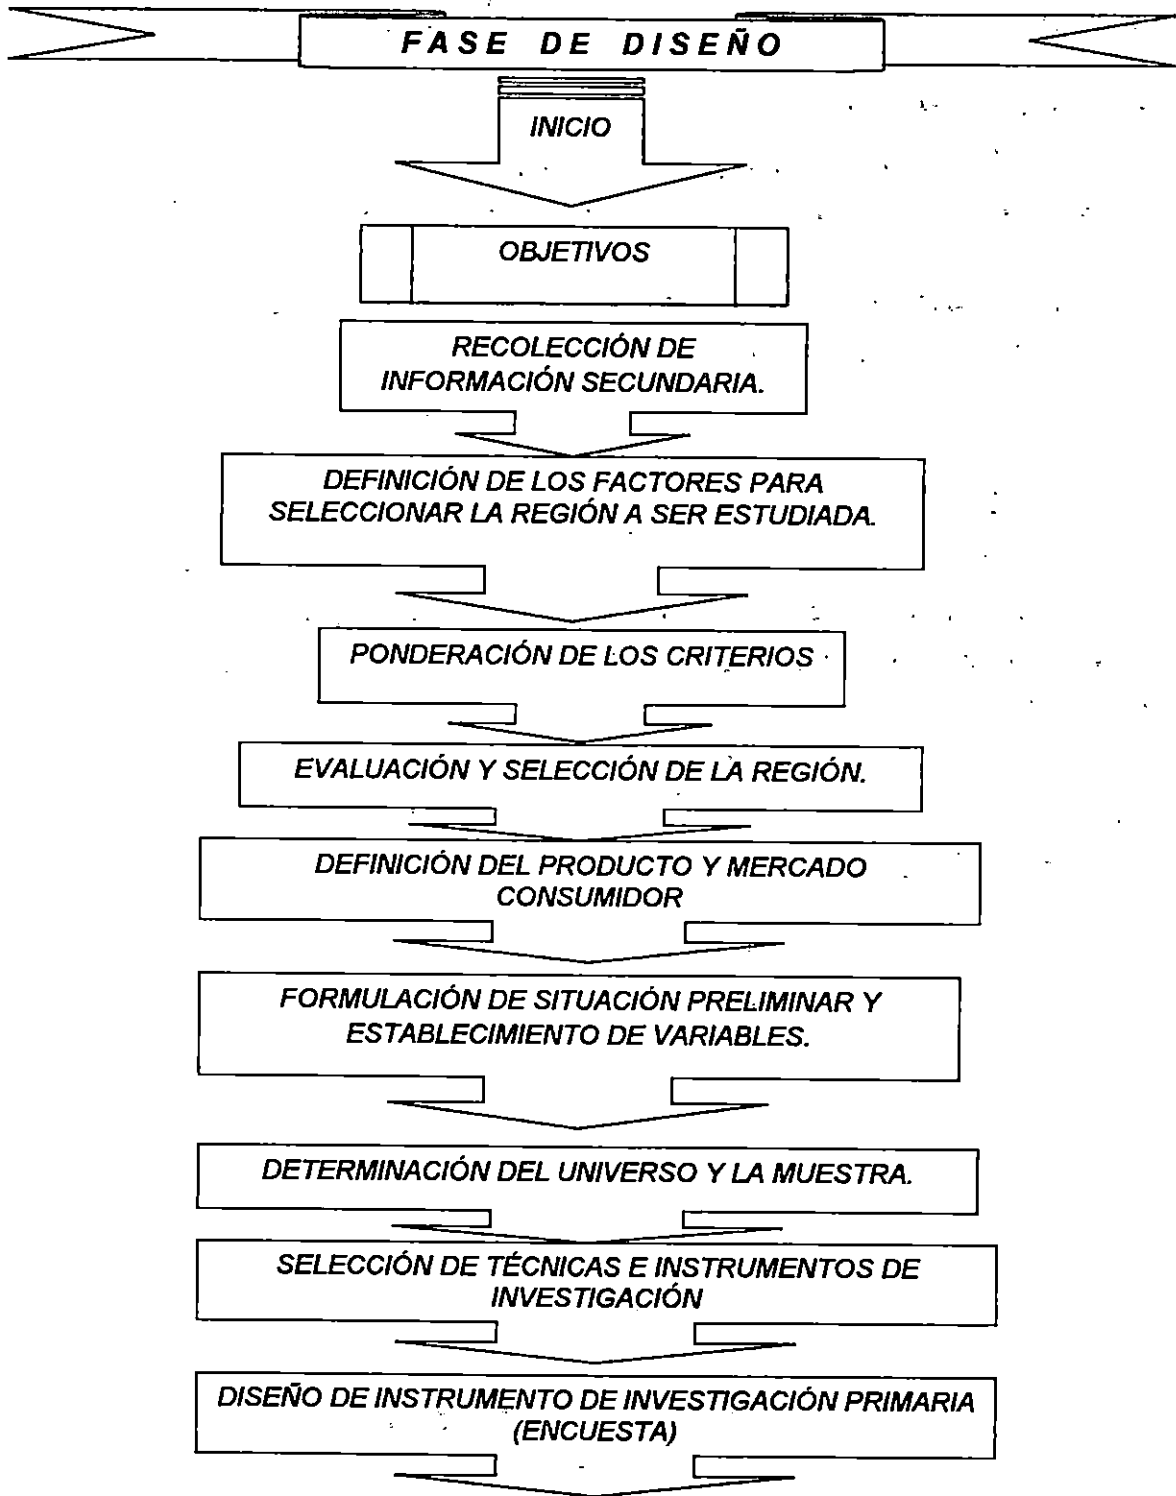 FASE DE DISEÑO
INICIO
OBJETIVOS
RECOLECCIÓN DE
INFORMACIÓN SECUNDARIA.
DEFINICIÓN DE LOS FACTORES PARA
SELECCIONAR LA REGIÓN A SER ESTUDIADA.
PONDERACIÓN DE LOS CRITERIOS
EVALUACIÓN Y SELECCIÓN DE LA REGIÓN.
DEFINICIÓN DEL PRODUCTO Y MERCADO
CONSUMIDOR
FORMULACIÓN DE SITUACIÓN PRELIMINAR Y
ESTABLECIMIENTO DE VARIABLES.
DETERMINACIÓN DEL UNIVERSO Y LA MUESTRA.
SELECCIÓN DE TÉCNICAS E INSTRUMENTOS DE
INVESTIGACIÓN
DISEÑO DE INSTRUMENTO DE INVESTIGACIÓN PRIMARIA
(ENCUESTA)